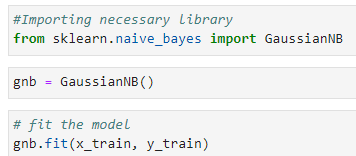 #Importing necessary library
from sklearn.naive_bayes import GaussianNB
gnb = GaussianNB()
# fit the model
gnb.fit(x_train, y_train)